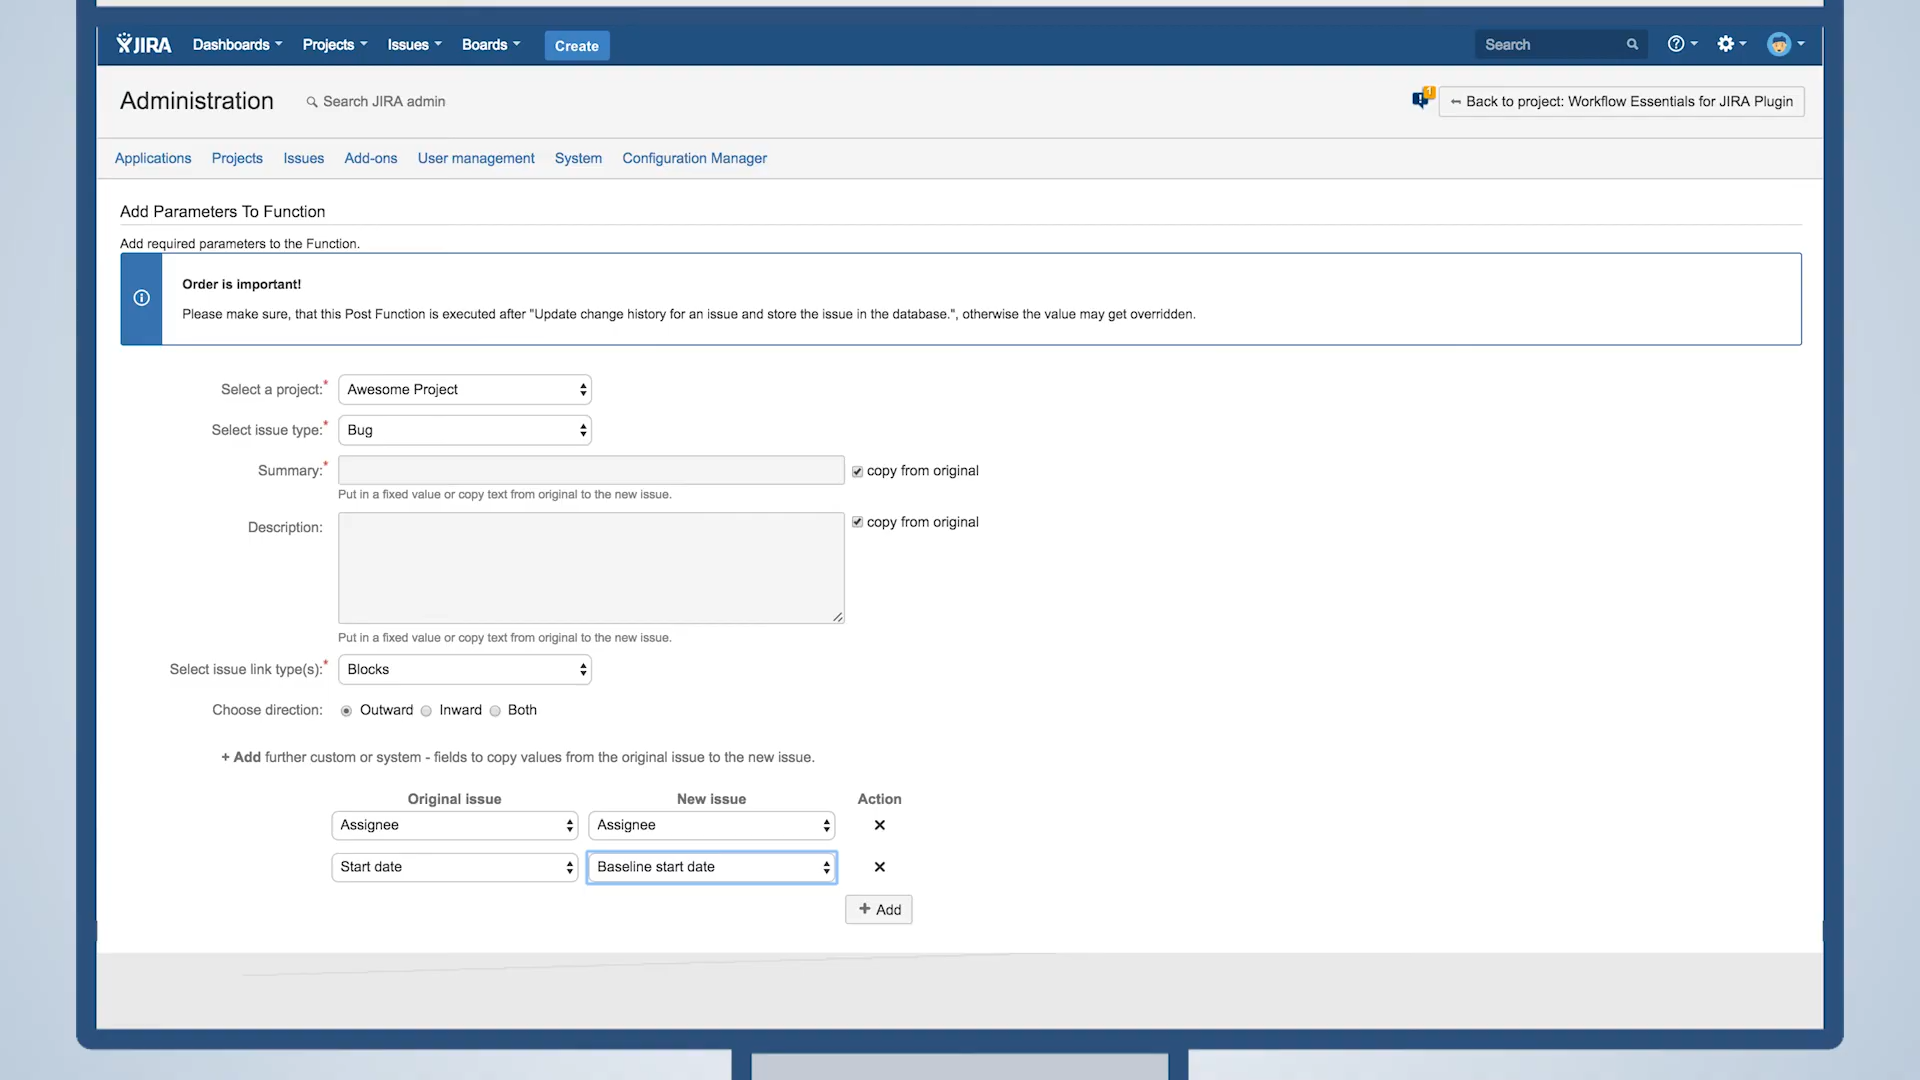 JIRA Dashboards Projects Issues Boards Create Search
Administration Search JIRA admin 1 Back to project: Workflow Essentials for JIRA Plugin
Applications Projects Issues Add-ons User management System Configuration Manager
Add Parameters To Function
Add required parameters to the Function.
Order is important!
Please make sure, that this Post Function is executed after "Update change history for an issue and store the issue in the database.", otherwise the value may get overridden.
Select a project:* Awesome Project
Select issue type:* Bug
Summary:* copy from original
Put in a fixed value or copy text from original to the new issue.
Description: copy from original
Put in a fixed value or copy text from original to the new issue.
Select issue link type(s):* Blocks
Choose direction: Outward Inward Both
+ Add further custom or system - fields to copy values from the original issue to the new issue.
Original issue New issue Action
Assignee Assignee
Start date Baseline start date
+ Add